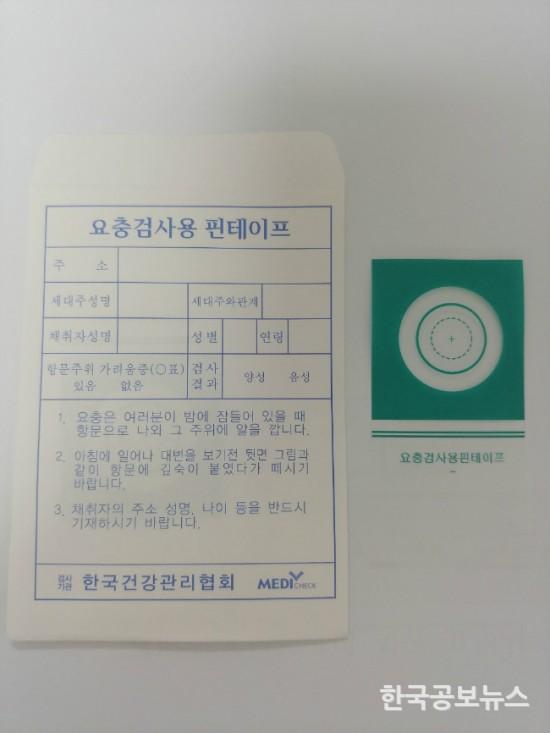 요충검사용 핀테이프
주 소
세대주성명 세대주와관계
채취자성명 성별 연령
항문주위 가려움증(○표) 검사
있음 없음 결과 양성 음성
1. 요충은 여러분이 밤에 잠들어 있을 때
항문으로 나와 그 주위에 알을 깝니다.
2. 아침에 일어나 대변을 보기전 뒷면 그림과
같이 항문에 깊숙이 붙였다가 떼시기
바랍니다.
3. 채취자의 주소 성명, 나이 등을 반드시
기재하시기 바랍니다.
검사
기관 한국건강관리협회 MEDI CHECK
요충검사용핀테이프
한국공보뉴스